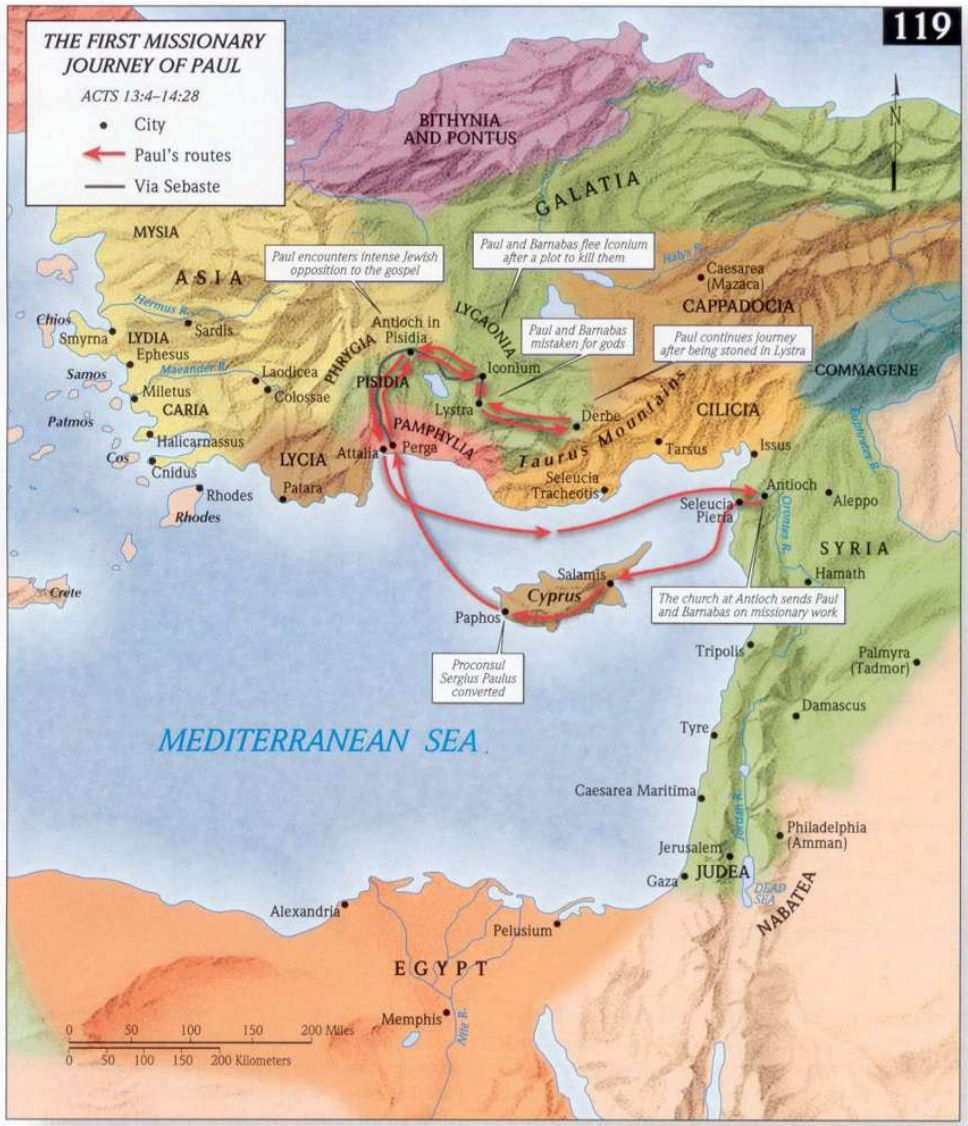 119
THE FIRST MISSIONARY
JOURNEY OF PAUL
ACTS 13:4–14:28
City
Paul's routes
Via Sebaste
N
BITHYNIA
AND PONTUS
GALATIA
MYSIA
ASIA
Paul encounters intense Jewish
opposition to the gospel
Paul and Barnabas flee Iconium
after a plot to kill them
Halys R.
Caesarea
(Mazaca)
CAPPADOCIA
Hermus R.
Chios
Smyrna
LYDIA
Sardis
Antioch in
Pisidia
LYCAONIA
Paul and Barnabas
mistaken for gods
Paul continues journey
after being stoned in Lystra
Ephesus
PHRYGIA
COMMAGENE
Samos
Maeander R.
Laodicea
Colossae
PISIDIA
Iconium
Miletus
CARIA
Lystra
Derbe
CILICIA
Patmos
Halicarnassus
PAMPHYLIA
Taurus Mountains
Euphrates R.
Cos
Cnidus
LYCIA
Attalia
Perga
Tarsus
Issus
Rhodes
Rhodes
Patara
Seleucia
Tracheotis
Antioch
Seleucia
Pieria
Aleppo
Orontes R.
SYRIA
Crete
Salamis
Cyprus
Hamath
Paphos
The church at Antioch sends Paul
and Barnabas on missionary work
Proconsul
Sergius Paulus
converted
Tripolis
Palmyra
(Tadmor)
Damascus
MEDITERRANEAN SEA
Tyre
Caesarea Maritima
Jordan R.
Philadelphia
(Amman)
Jerusalem
JUDEA
Gaza
DEAD
SEA
NABATEA
Alexandria
Pelusium
EGYPT
Memphis
Nile R.
0 50 100 150 200 Miles
0 50 100 150 200 Kilometers